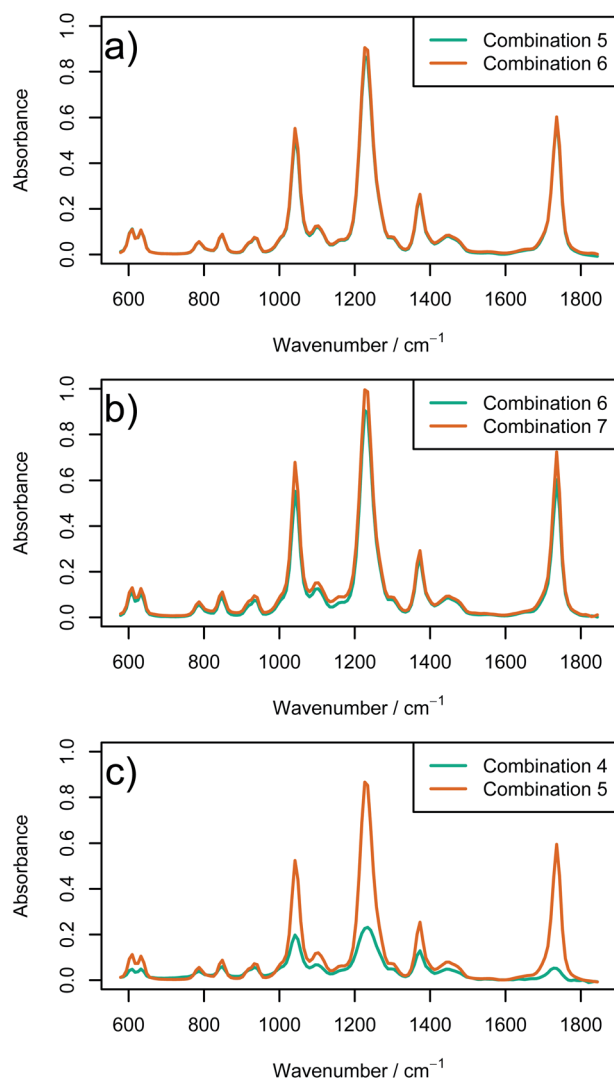 a)
Combination 5
Combination 6
Absorbance
0.0 0.2 0.4 0.6 0.8 1.0
600 800 1000 1200 1400 1600 1800
Wavenumber / cm⁻¹
b)
Combination 6
Combination 7
Absorbance
0.0 0.2 0.4 0.6 0.8 1.0
600 800 1000 1200 1400 1600 1800
Wavenumber / cm⁻¹
c)
Combination 4
Combination 5
Absorbance
0.0 0.2 0.4 0.6 0.8 1.0
600 800 1000 1200 1400 1600 1800
Wavenumber / cm⁻¹